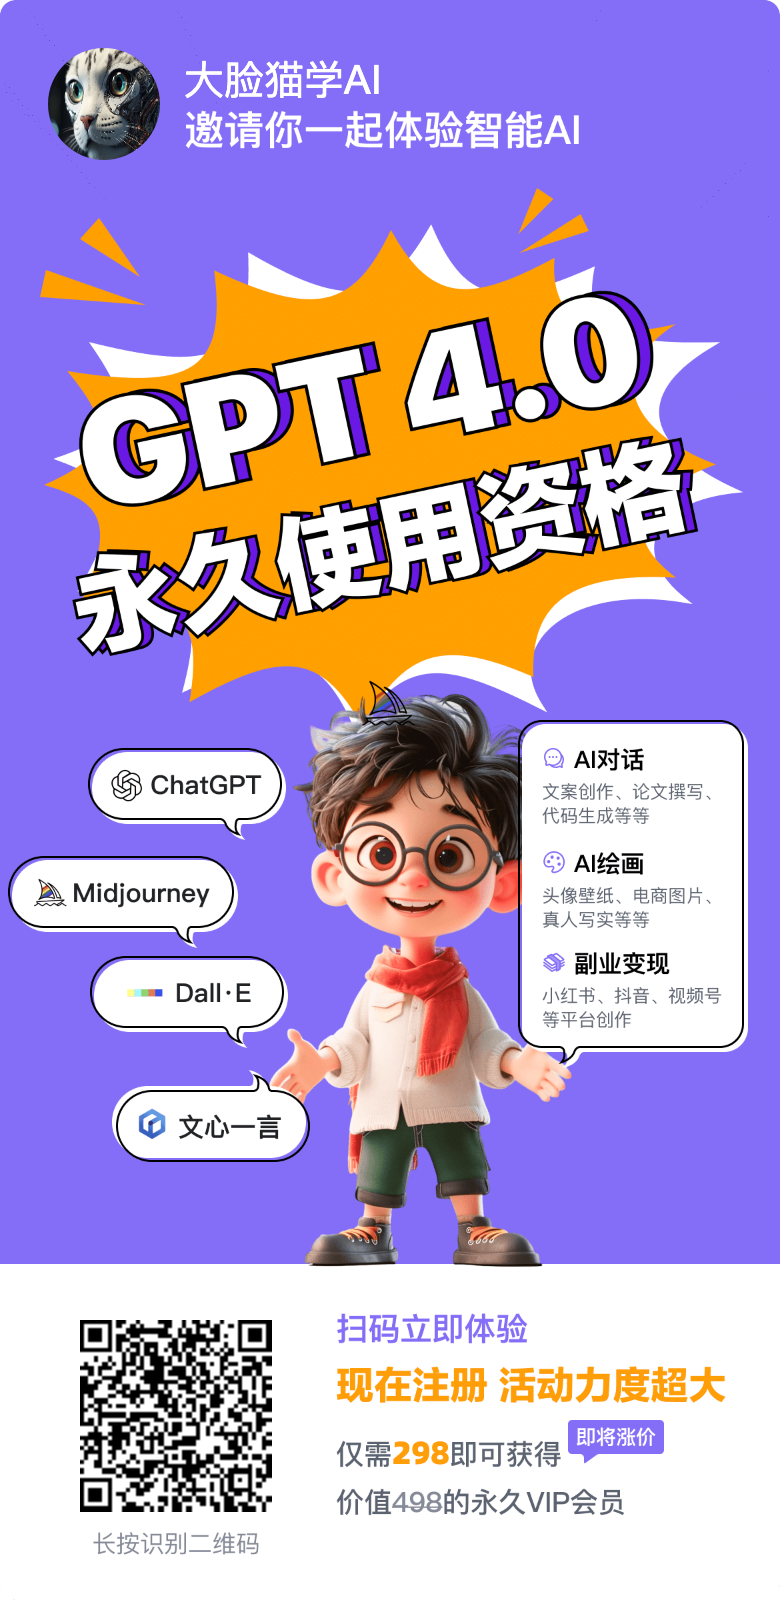 大脸猫学AI
邀请你一起体验智能AI
GPT 4.0
永久使用资格
ChatGPT
Midjourney
Dall·E
文心一言
AI对话
文案创作、论文撰写、
代码生成等等
AI绘画
头像壁纸、电商图片、
真人写实等等
副业变现
小红书、抖音、视频号
等平台创作
扫码立即体验
现在注册 活动力度超大
即将涨价
仅需298即可获得
价值498的永久VIP会员
长按识别二维码